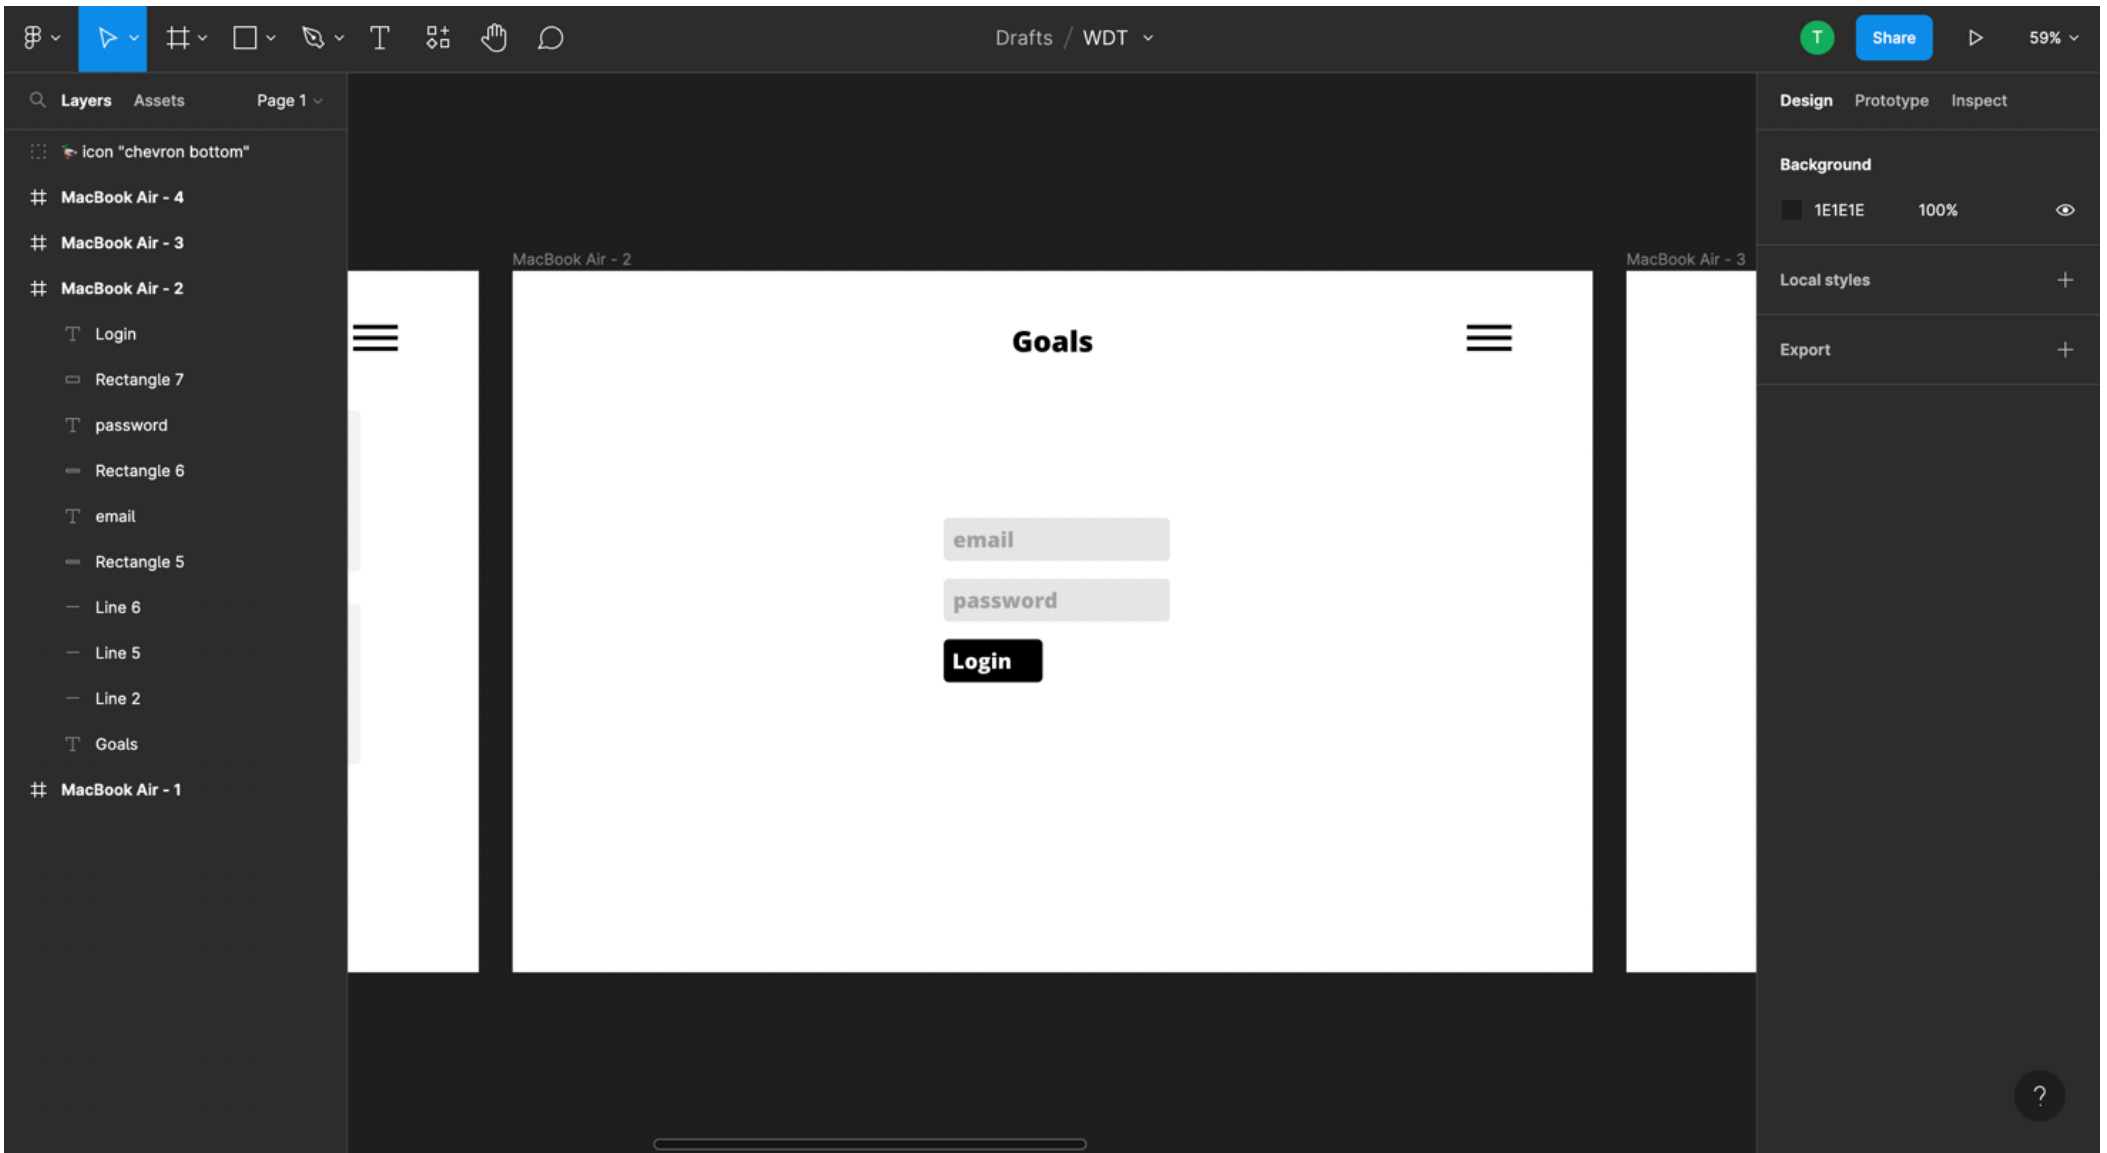 Drafts / WDT
T
Share
59%
Layers Assets Page 1
icon "chevron bottom"
MacBook Air - 4
MacBook Air - 3
MacBook Air - 2
Login
Rectangle 7
password
Rectangle 6
email
Rectangle 5
Line 6
Line 5
Line 2
Goals
MacBook Air - 1
MacBook Air - 2
Goals
email
password
Login
MacBook Air - 3
Design Prototype Inspect
Background
1E1E1E 100%
Local styles
Export
?